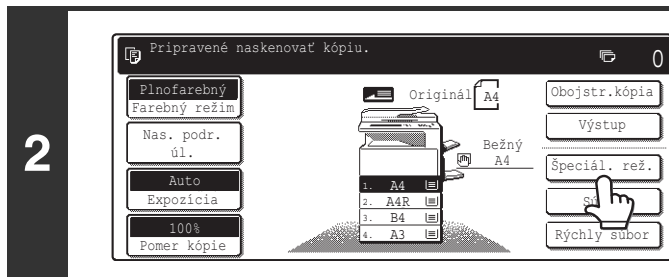 2
Pripravené naskenovať kópiu.
0
Plnofarebný
Farebný režim
Nas. podr.
úl.
Auto
Expozícia
100%
Pomer kópie
Originál A4
Bežný
A4
1. A4
2. A4R
3. B4
4. A3
Obojstr.kópia
Výstup
Špeciál. rež.
Rýchly súbor